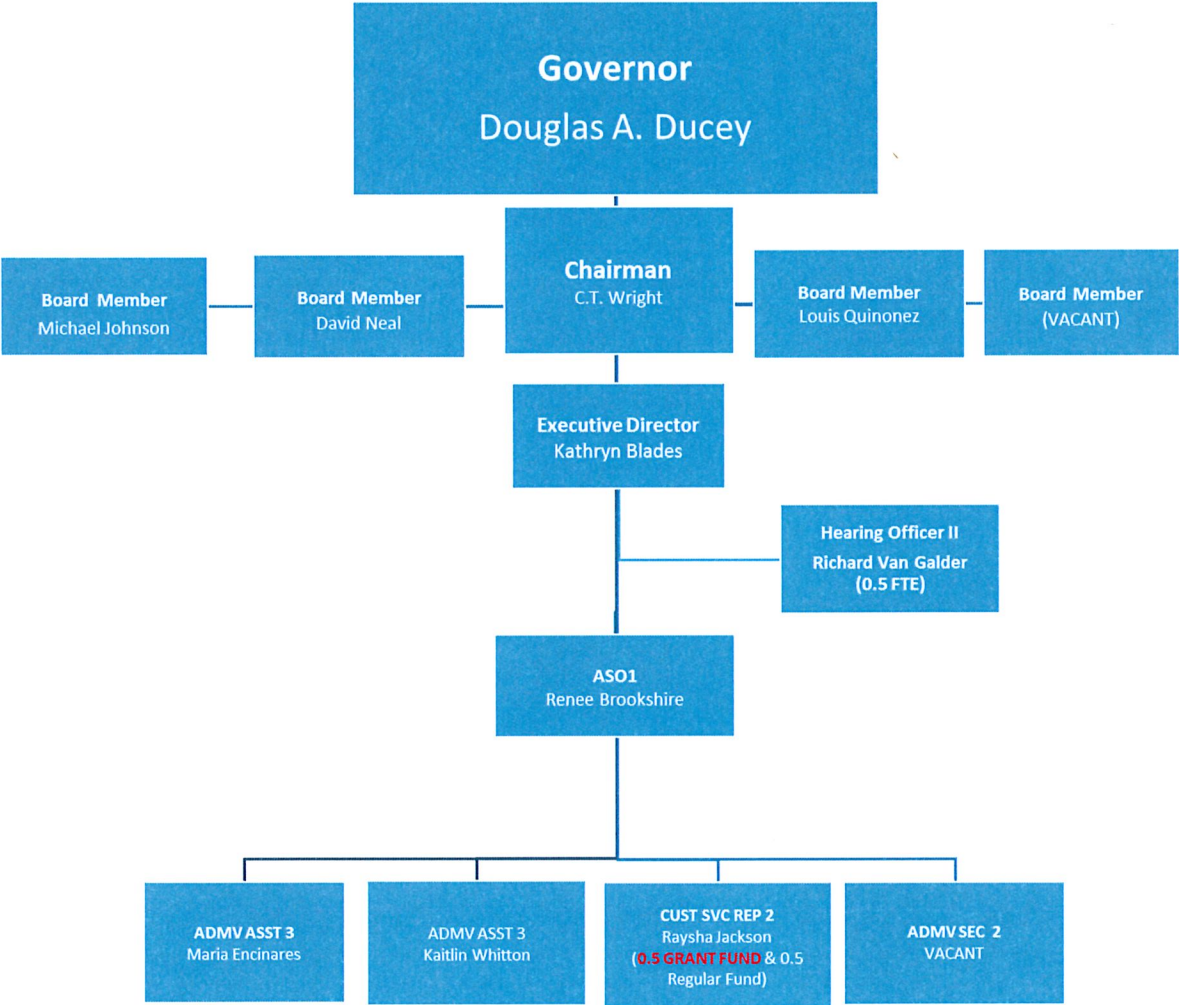 Governor
Douglas A. Ducey
Board Member
Michael Johnson
Board Member
David Neal
Chairman
C.T. Wright
Board Member
Louis Quinonez
Board Member
(VACANT)
Executive Director
Kathryn Blades
Hearing Officer II
Richard Van Galder
(0.5 FTE)
ASO1
Renee Brookshire
ADMV ASST 3
Maria Encinares
ADMV ASST 3
Kaitlin Whitton
CUST SVC REP 2
Raysha Jackson
(0.5 GRANT FUND & 0.5
Regular Fund)
ADMV SEC 2
VACANT